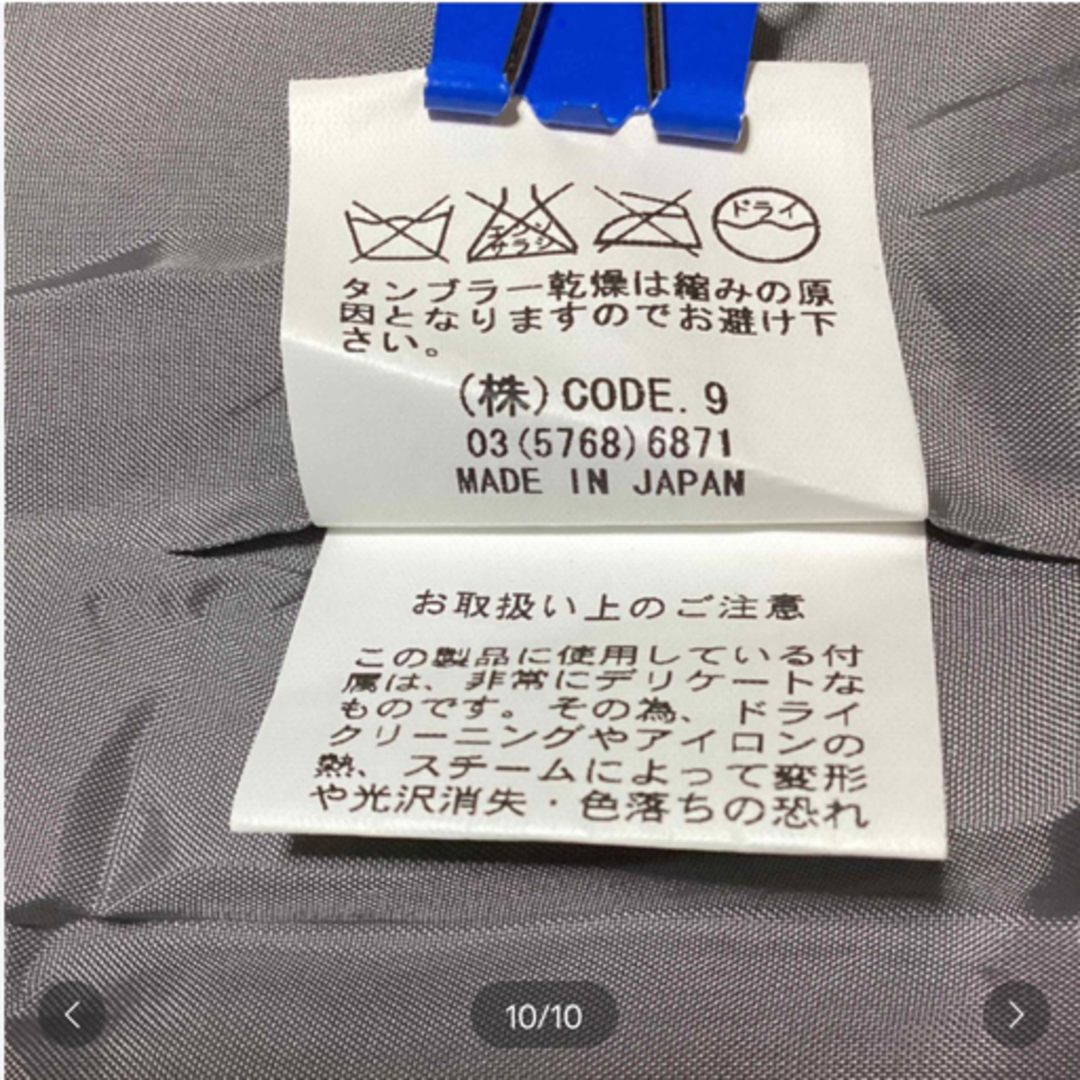 エンソ
サラシ
ドライ
タンブラー乾燥は縮みの原
因となりますのでお避け下
さい。
(株)CODE.9
03(5768)6871
MADE IN JAPAN
お取扱い上のご注意
この製品に使用している付
属は、非常にデリケートな
ものです。その為、ドライ
クリーニングやアイロンの
熱、スチームによって変形
や光沢消失・色落ちの恐れ
10/10